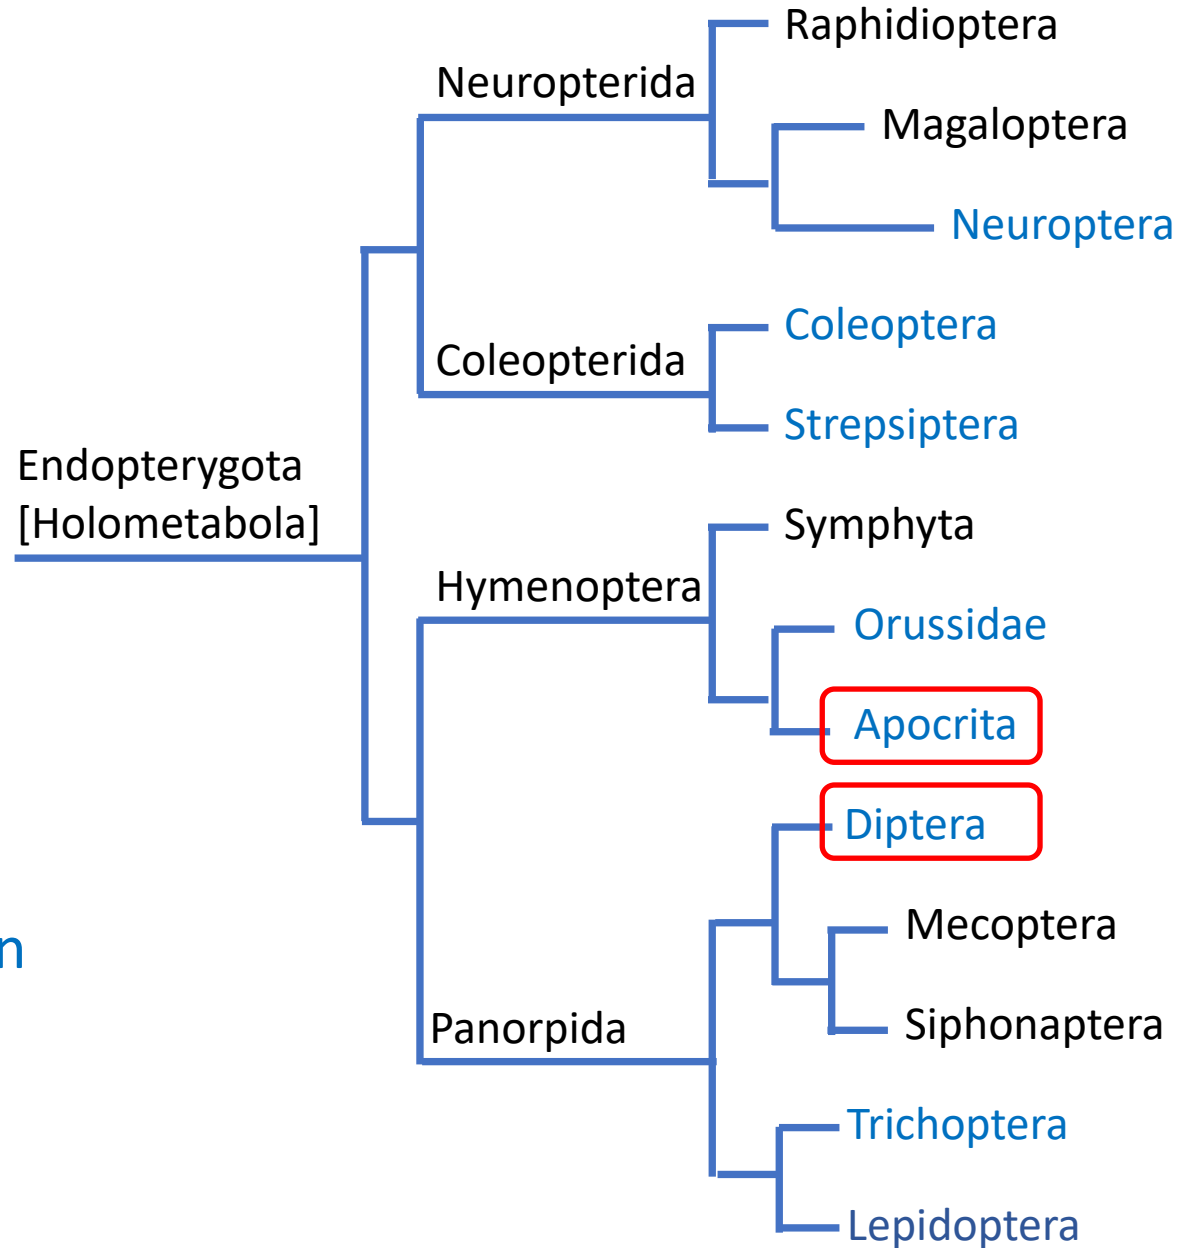 Raphidioptera
Neuropterida
Magaloptera
Neuroptera
Coleoptera
Coleopterida
Strepsiptera
Endopterygota
[Holometabola]
Symphyta
Hymenoptera
Orussidae
Apocrita
Diptera
Mecoptera
n
Siphonaptera
Panorpida
Trichoptera
Lepidoptera